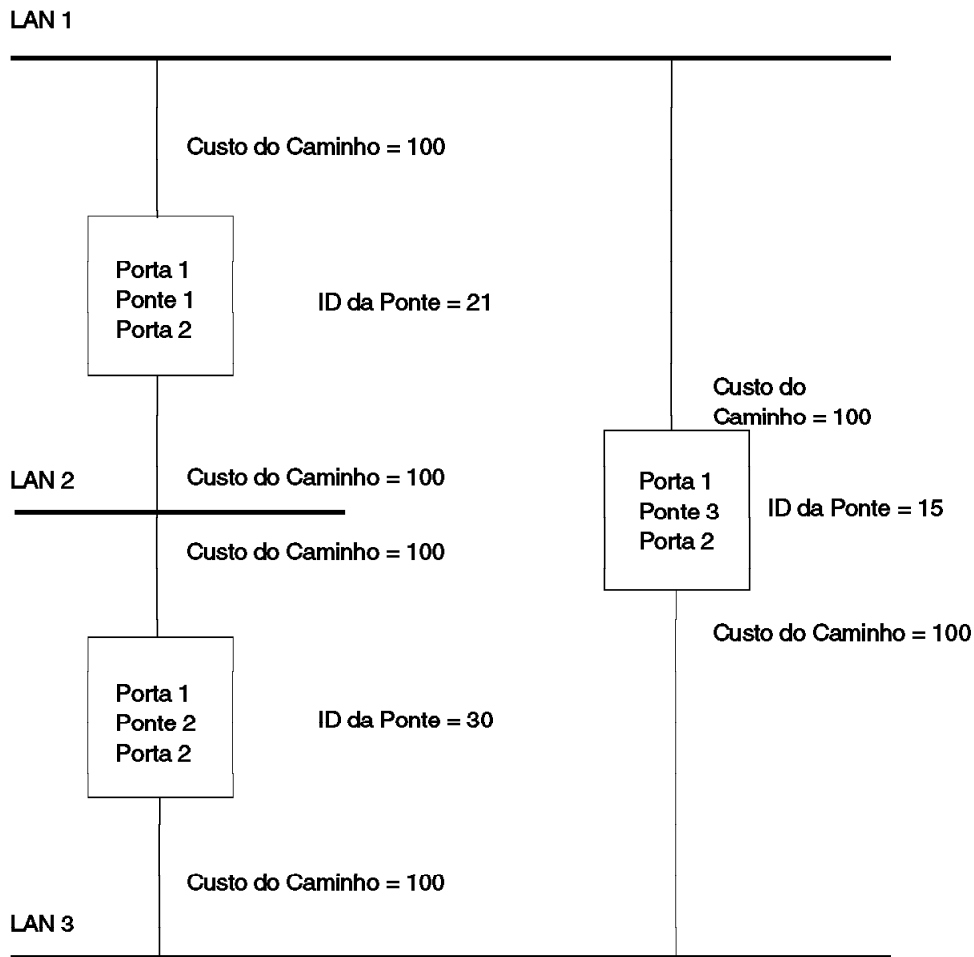 LAN 1
Custo do Caminho = 100
Porta 1
Ponte 1
Porta 2
ID da Ponte = 21
Custo do
Caminho = 100
LAN 2
Custo do Caminho = 100
Porta 1
Ponte 3
Porta 2
ID da Ponte = 15
Custo do Caminho = 100
Custo do Caminho = 100
Porta 1
Ponte 2
Porta 2
ID da Ponte = 30
Custo do Caminho = 100
LAN 3